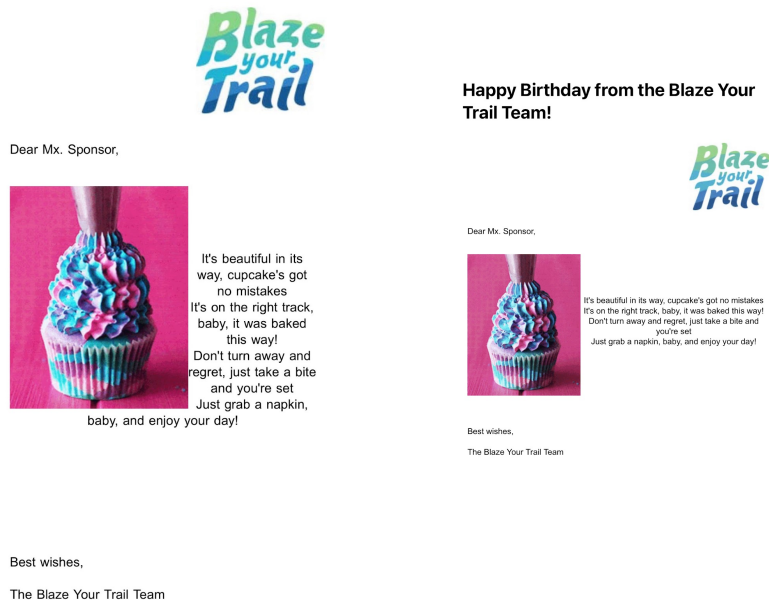 Blaze
your
Trail
Dear Mx. Sponsor,
It's beautiful in its
way, cupcake's got
no mistakes
It's on the right track,
baby, it was baked
this way!
Don't turn away and
regret, just take a bite
and you're set
Just grab a napkin,
baby, and enjoy your day!
Best wishes,
The Blaze Your Trail Team
Happy Birthday from the Blaze Your
Trail Team!
Blaze
your
Trail
Dear Mx. Sponsor,
It's beautiful in its way, cupcake's got no mistakes
It's on the right track, baby, it was baked this way!
Don't turn away and regret, just take a bite and
you're set
Just grab a napkin, baby, and enjoy your day!
Best wishes,
The Blaze Your Trail Team